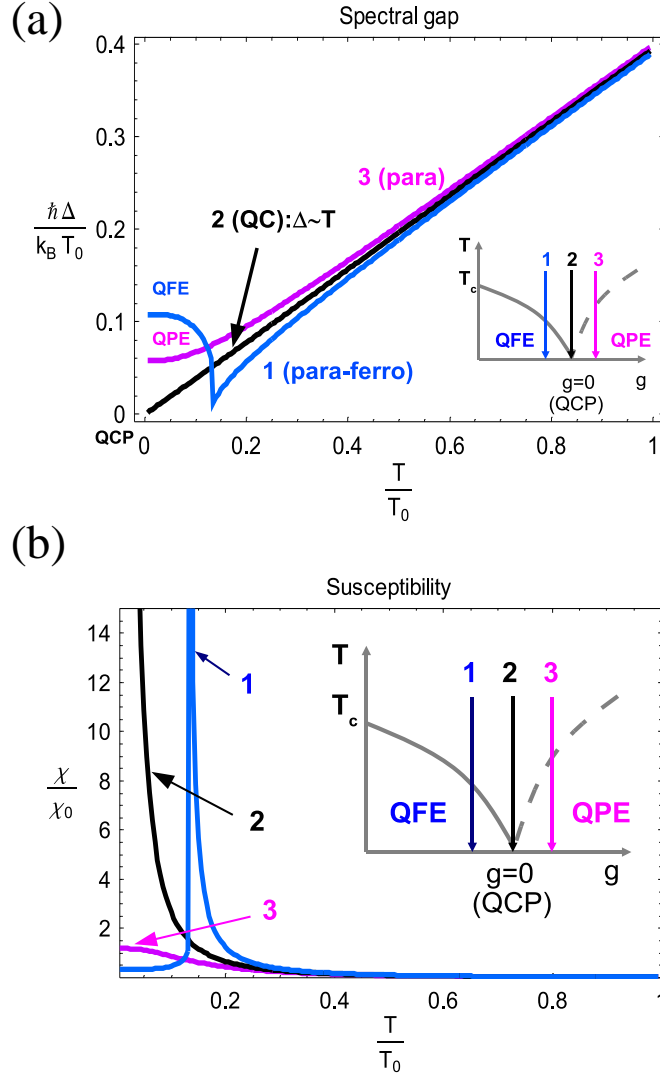 (a)
Spectral gap
0.4
0.3
0.2
0.1
0
ħ Δ
k_B T_0
3 (para)
2 (QC):Δ~T
QFE
QPE
1 (para-ferro)
QCP
T
T_c
1 2 3
QFE QPE
g=0
(QCP)
g
0 0.2 0.4 0.6 0.8 1
T
T_0
(b)
Susceptibility
14
12
10
8
6
4
2
χ
χ_0
1
2
3
T
T_c
1 2 3
QFE QPE
g=0
(QCP)
g
0.2 0.4 0.6 0.8 1
T
T_0